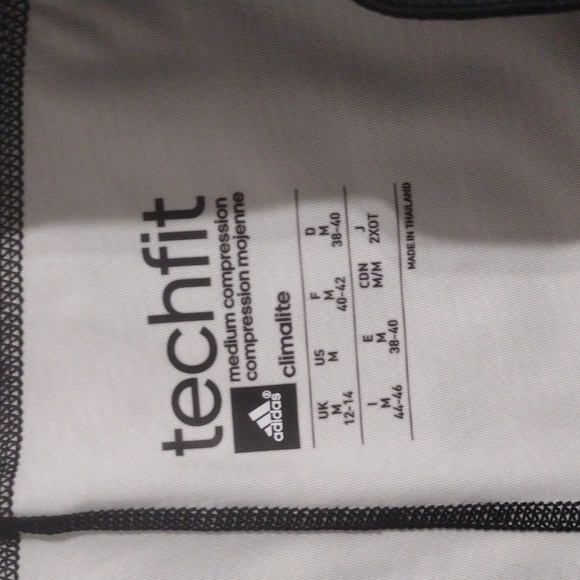 techfit
medium compression
compression mojenne
adidas®
climalite
UK US F D
M M M M
12-14 40-42 38-40
I E CDN J
M M M/M 2XOT
44-46 38-40
MADE IN THAILAND